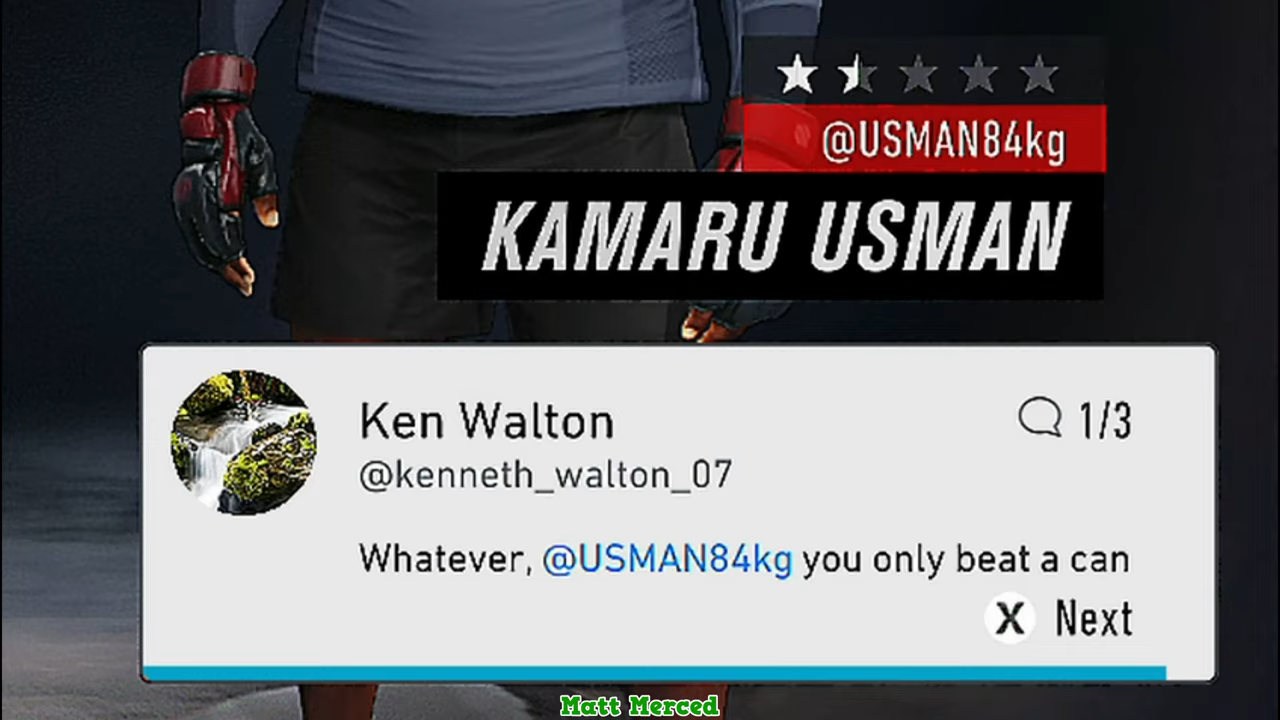 @USMAN84kg
KAMARU USMAN
Ken Walton
1/3
@kenneth_walton_07
Whatever, @USMAN84kg you only beat a can
X Next
Matt Merced